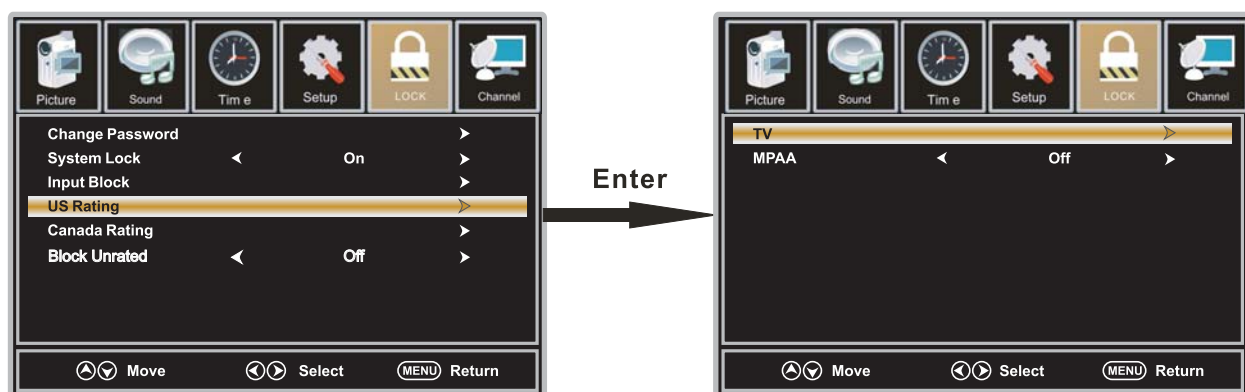 Picture Sound Tim e Setup LOCK Channel
Change Password
System Lock On
Input Block
US Rating
Canada Rating
Block Unrated Off
Move Select MENU Return
Enter
Picture Sound Tim e Setup LOCK Channel
TV
MPAA Off
Move Select MENU Return